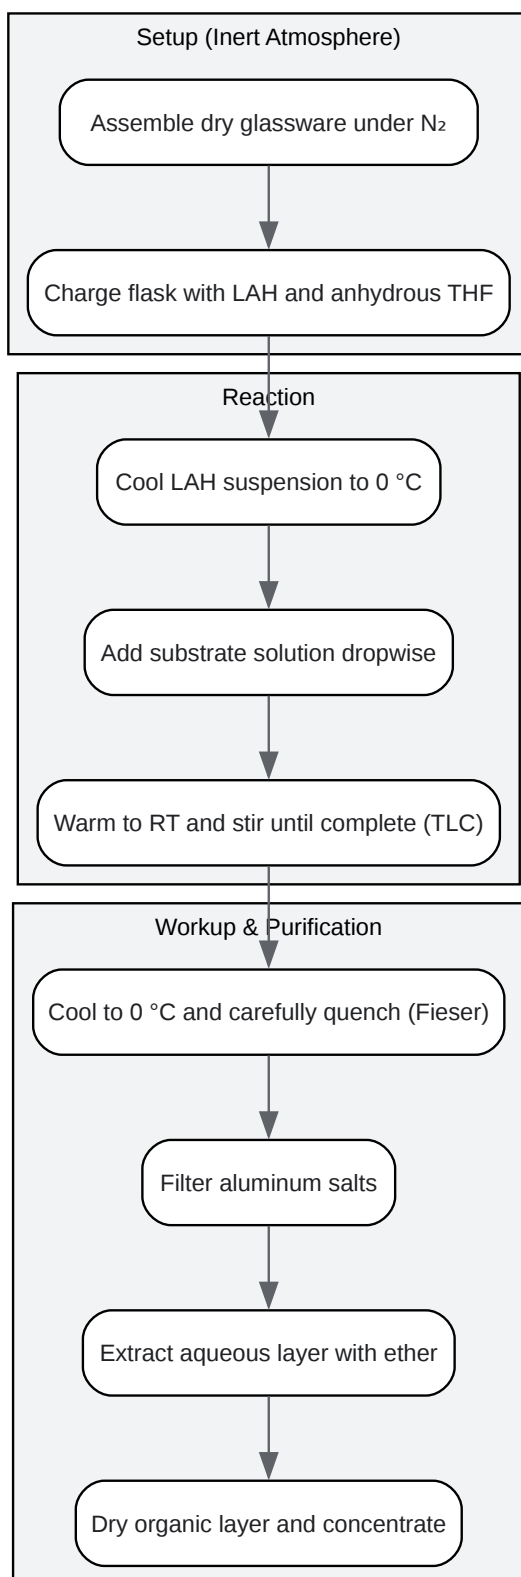 Setup (Inert Atmosphere)
Assemble dry glassware under N₂
Charge flask with LAH and anhydrous THF
Reaction
Cool LAH suspension to 0 °C
Add substrate solution dropwise
Warm to RT and stir until complete (TLC)
Workup & Purification
Cool to 0 °C and carefully quench (Fieser)
Filter aluminum salts
Extract aqueous layer with ether
Dry organic layer and concentrate